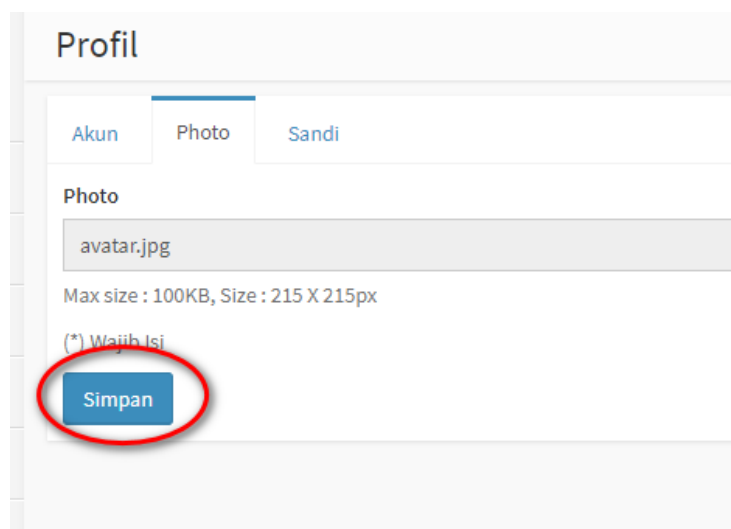 Profil
Akun Photo Sandi
Photo
avatar.jpg
Max size : 100KB, Size : 215 X 215px
(*) Wajib Isi
Simpan